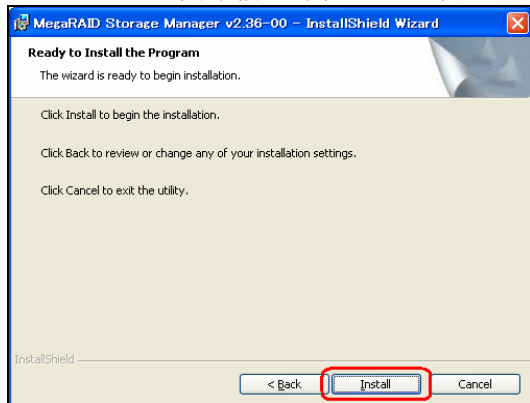 MegaRAID Storage Manager v2.36-00 - InstallShield Wizard
Ready to Install the Program
The wizard is ready to begin installation.
Click Install to begin the installation.
Click Back to review or change any of your installation settings.
Click Cancel to exit the utility.
InstallShield
< Back Install Cancel